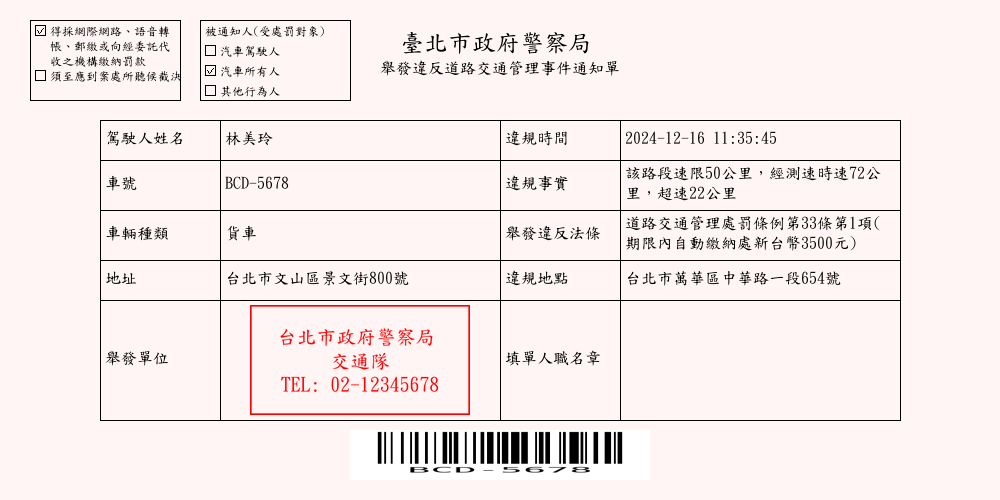 得採網際網路、語音轉
帳、郵繳或向經委託代
收之機構繳納罰款
須至應到案處所聽候裁決
被通知人(受處罰對象)
汽車駕駛人
汽車所有人
其他行為人
臺北市政府警察局
舉發違反道路交通管理事件通知單
駕駛人姓名
林美玲
違規時間
2024-12-16 11:35:45
車號
BCD-5678
違規事實
該路段速限50公里，經測速時速72公
里，超速22公里
車輛種類
貨車
舉發違反法條
道路交通管理處罰條例第33條第1項(
期限內自動繳納處新台幣3500元)
地址
台北市文山區景文街800號
違規地點
台北市萬華區中華路一段654號
舉發單位
台北市政府警察局
交通隊
TEL: 02-12345678
填單人職名章
BCD-5678